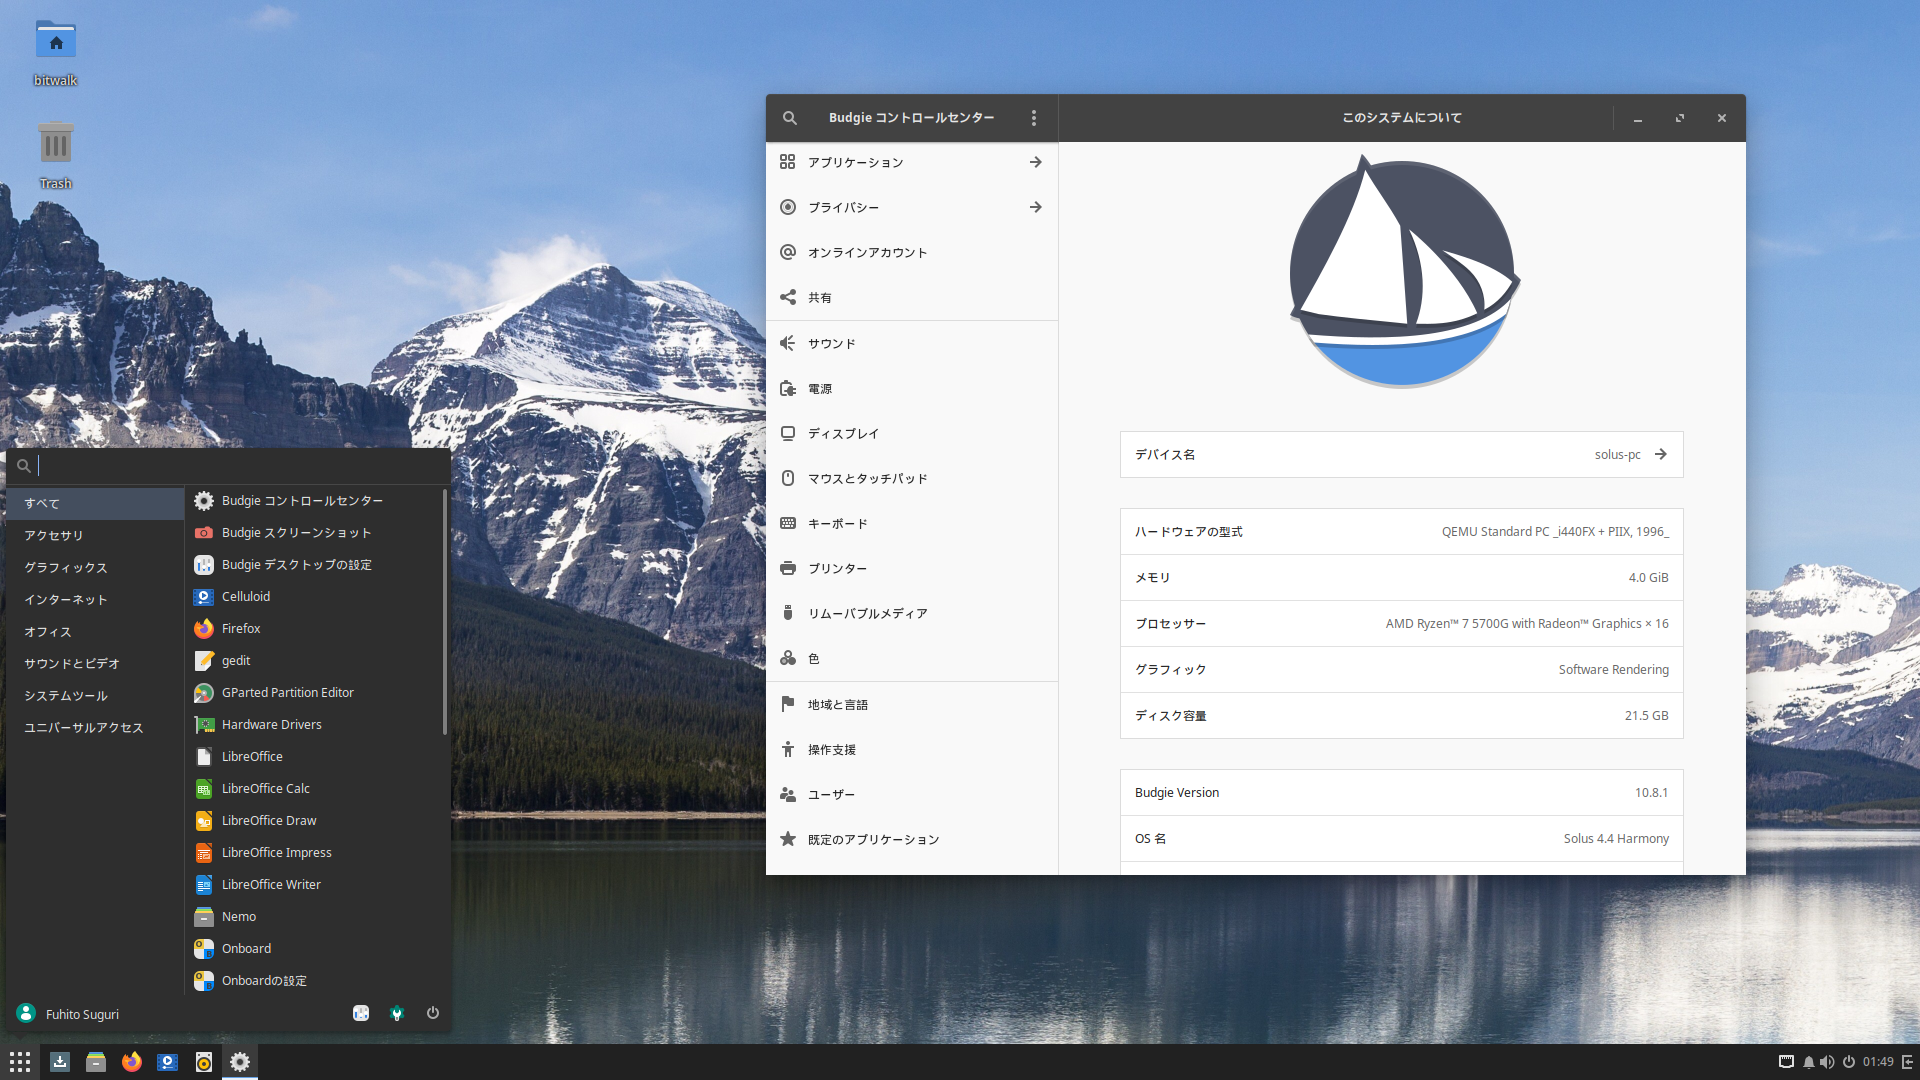 bitwalk
Trash
Budgie コントロールセンター
このシステムについて
アプリケーション
プライバシー
オンラインアカウント
共有
サウンド
電源
ディスプレイ
マウスとタッチパッド
キーボード
プリンター
リムーバブルメディア
色
地域と言語
操作支援
ユーザー
既定のアプリケーション
デバイス名 solus-pc
ハードウェアの型式 QEMU Standard PC _i440FX + PIIX, 1996_
メモリ 4.0 GiB
プロセッサー AMD Ryzen™ 7 5700G with Radeon™ Graphics × 16
グラフィック Software Rendering
ディスク容量 21.5 GB
Budgie Version 10.8.1
OS 名 Solus 4.4 Harmony
すべて
アクセサリ
グラフィックス
インターネット
オフィス
サウンドとビデオ
システムツール
ユニバーサルアクセス
Budgie コントロールセンター
Budgie スクリーンショット
Budgie デスクトップの設定
Celluloid
Firefox
gedit
GParted Partition Editor
Hardware Drivers
LibreOffice
LibreOffice Calc
LibreOffice Draw
LibreOffice Impress
LibreOffice Writer
Nemo
Onboard
Onboardの設定
Fuhito Suguri
01:49